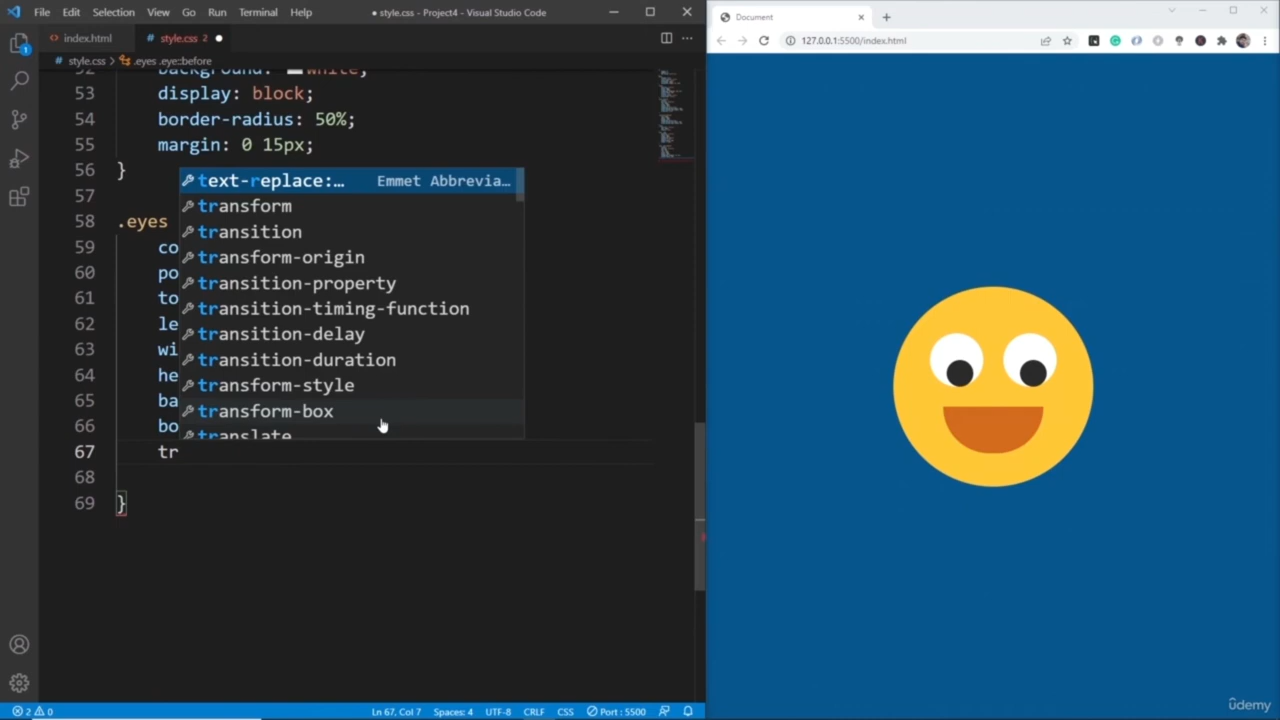 File Edit Selection View Go Run Terminal Help
● style.css - Project4 - Visual Studio Code
index.html
# style.css 2 ●
# style.css > .eyes .eye::before
52 background: white;
53 display: block;
54 border-radius: 50%;
55 margin: 0 15px;
56 }
57
58 .eyes
59 co
60 po
61 to
62 le
63 wi
64 he
65 ba
66 bo
67 tr
68
69 }
text-replace:… Emmet Abbrevia…
transform
transition
transform-origin
transition-property
transition-timing-function
transition-delay
transition-duration
transform-style
transform-box
translate
1
2 0
Ln 67, Col 7 Spaces: 4 UTF-8 CRLF CSS Port : 5500
Document
127.0.0.1:5500/index.html
ûdemy